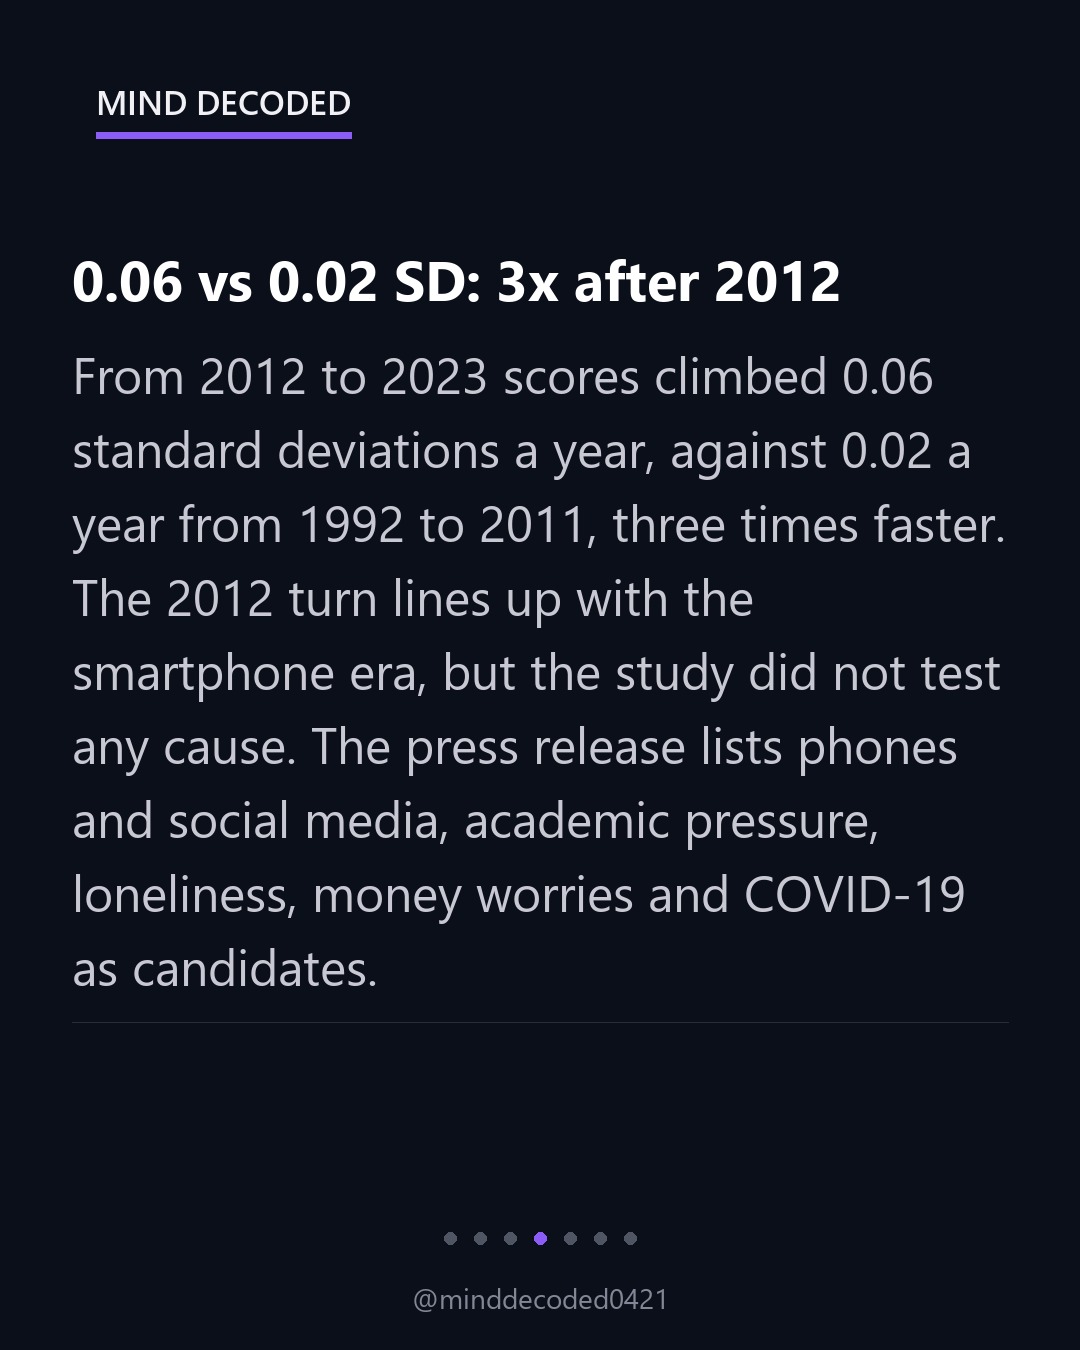 MIND DECODED
0.06 vs 0.02 SD: 3x after 2012
From 2012 to 2023 scores climbed 0.06
standard deviations a year, against 0.02 a
year from 1992 to 2011, three times faster.
The 2012 turn lines up with the
smartphone era, but the study did not test
any cause. The press release lists phones
and social media, academic pressure,
loneliness, money worries and COVID-19
as candidates.
@minddecoded0421